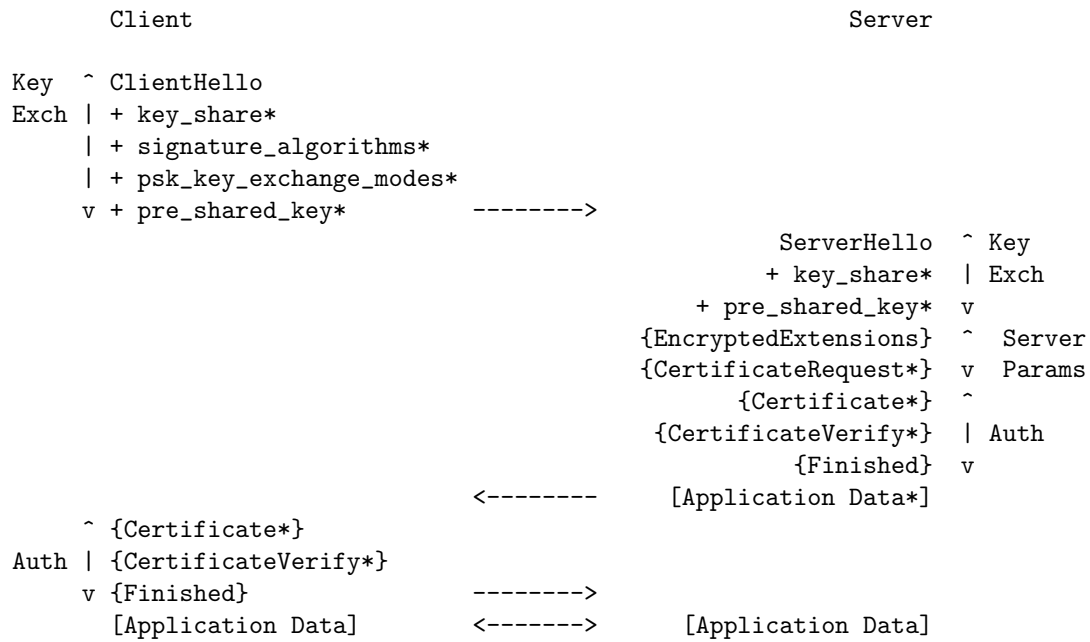 Client Server
Key ^ ClientHello
Exch | + key_share*
| + signature_algorithms*
| + psk_key_exchange_modes*
v + pre_shared_key* -------->
ServerHello ^ Key
+ key_share* | Exch
+ pre_shared_key* v
{EncryptedExtensions} ^ Server
{CertificateRequest*} v Params
{Certificate*} ^
{CertificateVerify*} | Auth
{Finished} v
<-------- [Application Data*]
^ {Certificate*}
Auth | {CertificateVerify*}
v {Finished} -------->
[Application Data] <-------> [Application Data]